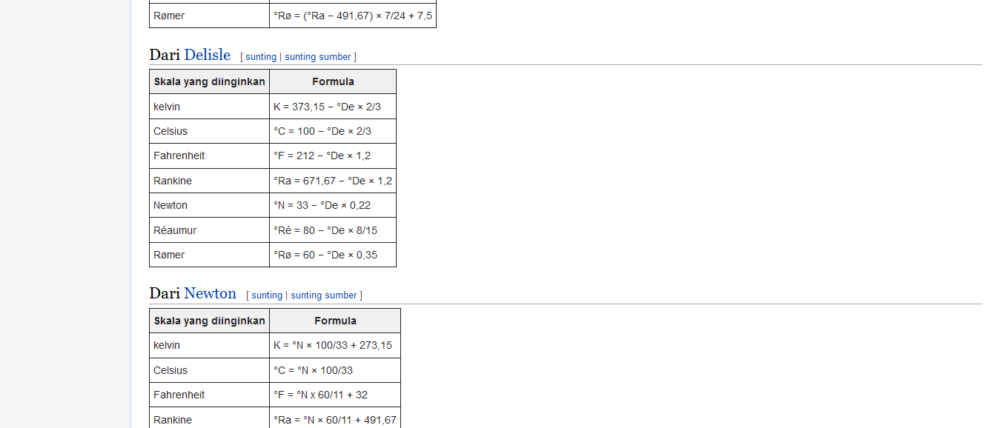 Rømer °Rø = (°Ra − 491,67) × 7/24 + 7,5
Dari Delisle [ sunting | sunting sumber ]
Skala yang diinginkan Formula
kelvin K = 373,15 − °De × 2/3
Celsius °C = 100 − °De × 2/3
Fahrenheit °F = 212 − °De × 1,2
Rankine °Ra = 671,67 − °De × 1,2
Newton °N = 33 − °De × 0,22
Réaumur °Ré = 80 − °De × 8/15
Rømer °Rø = 60 − °De × 0,35
Dari Newton [ sunting | sunting sumber ]
Skala yang diinginkan Formula
kelvin K = °N × 100/33 + 273,15
Celsius °C = °N × 100/33
Fahrenheit °F = °N x 60/11 + 32
Rankine °Ra = °N × 60/11 + 491,67